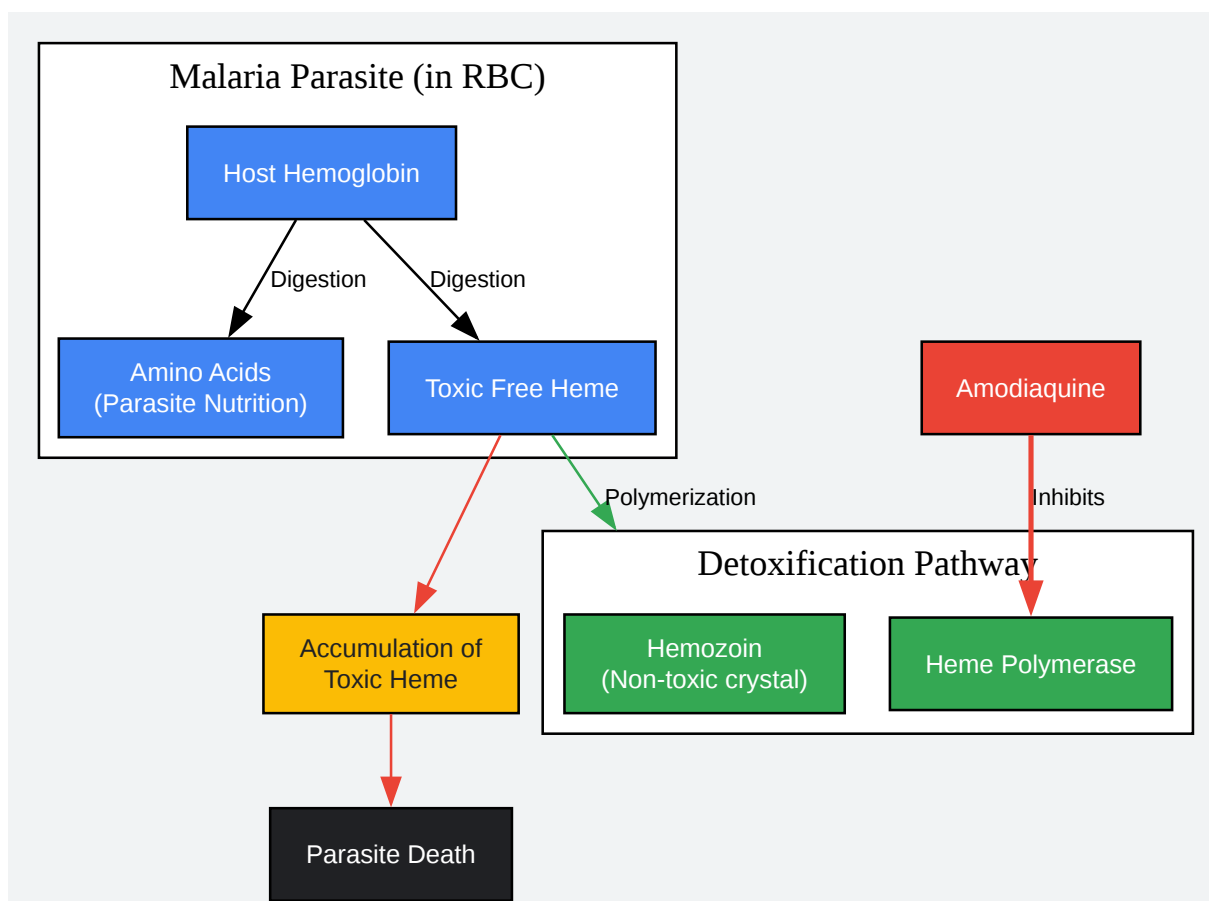 Malaria Parasite (in RBC)
Host Hemoglobin
Digestion
Digestion
Amino Acids
(Parasite Nutrition)
Toxic Free Heme
Amodiaquine
Polymerization
Inhibits
Detoxification Pathway
Accumulation of
Toxic Heme
Hemozoin
(Non-toxic crystal)
Heme Polymerase
Parasite Death